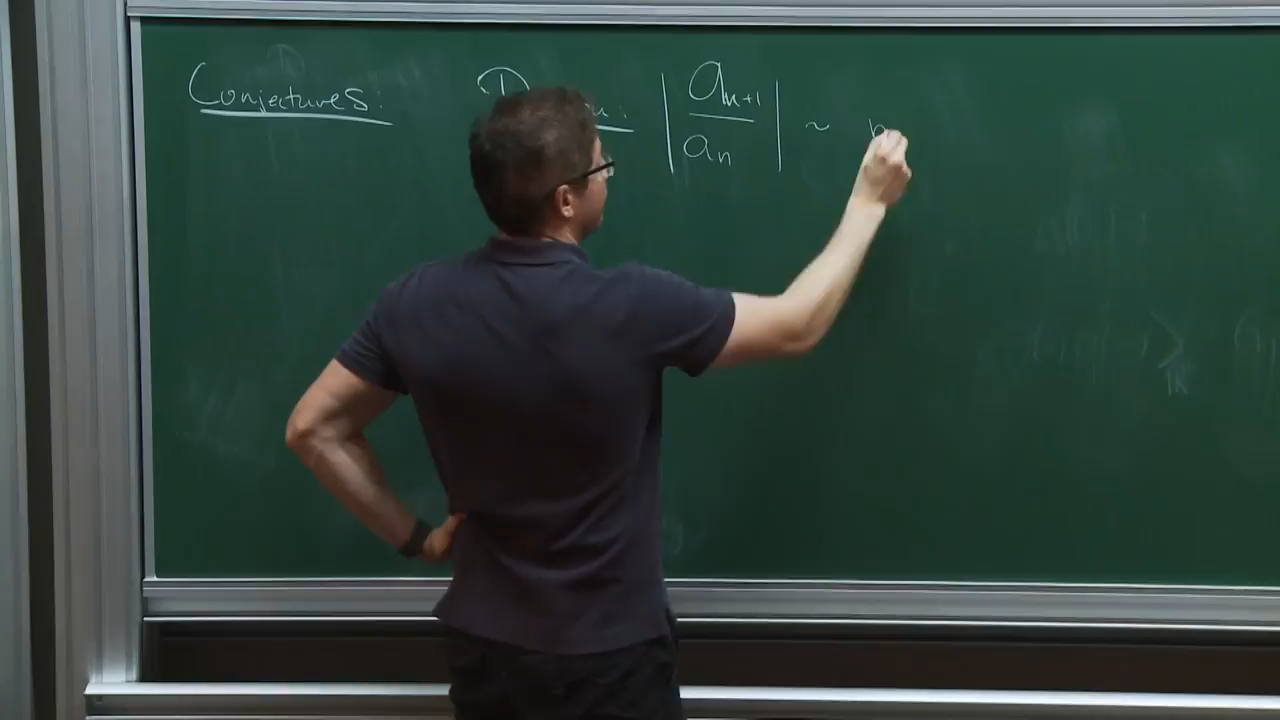 Conjectures: D : | a_{n+1} / a_n | ~ n